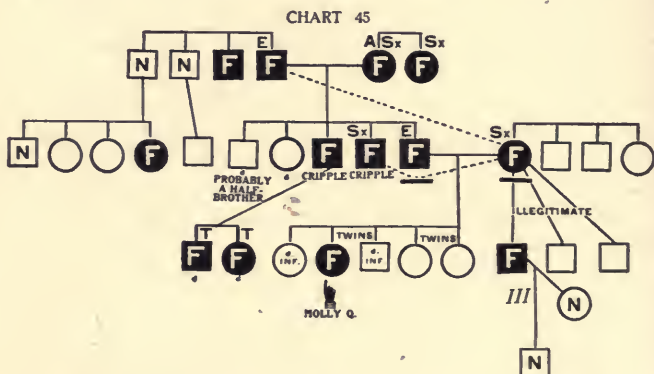 CHART 45
E A Sx Sx
N N F F F F
Sx E Sx
N F F F F F
d d CRIPPLE CRIPPLE
PROBABLY
A HALF-
BROTHER
ILLEGITIMATE
T T TWINS TWINS
F F d. INF. F d. INF. F
d d III N
MOLLY Q.
N